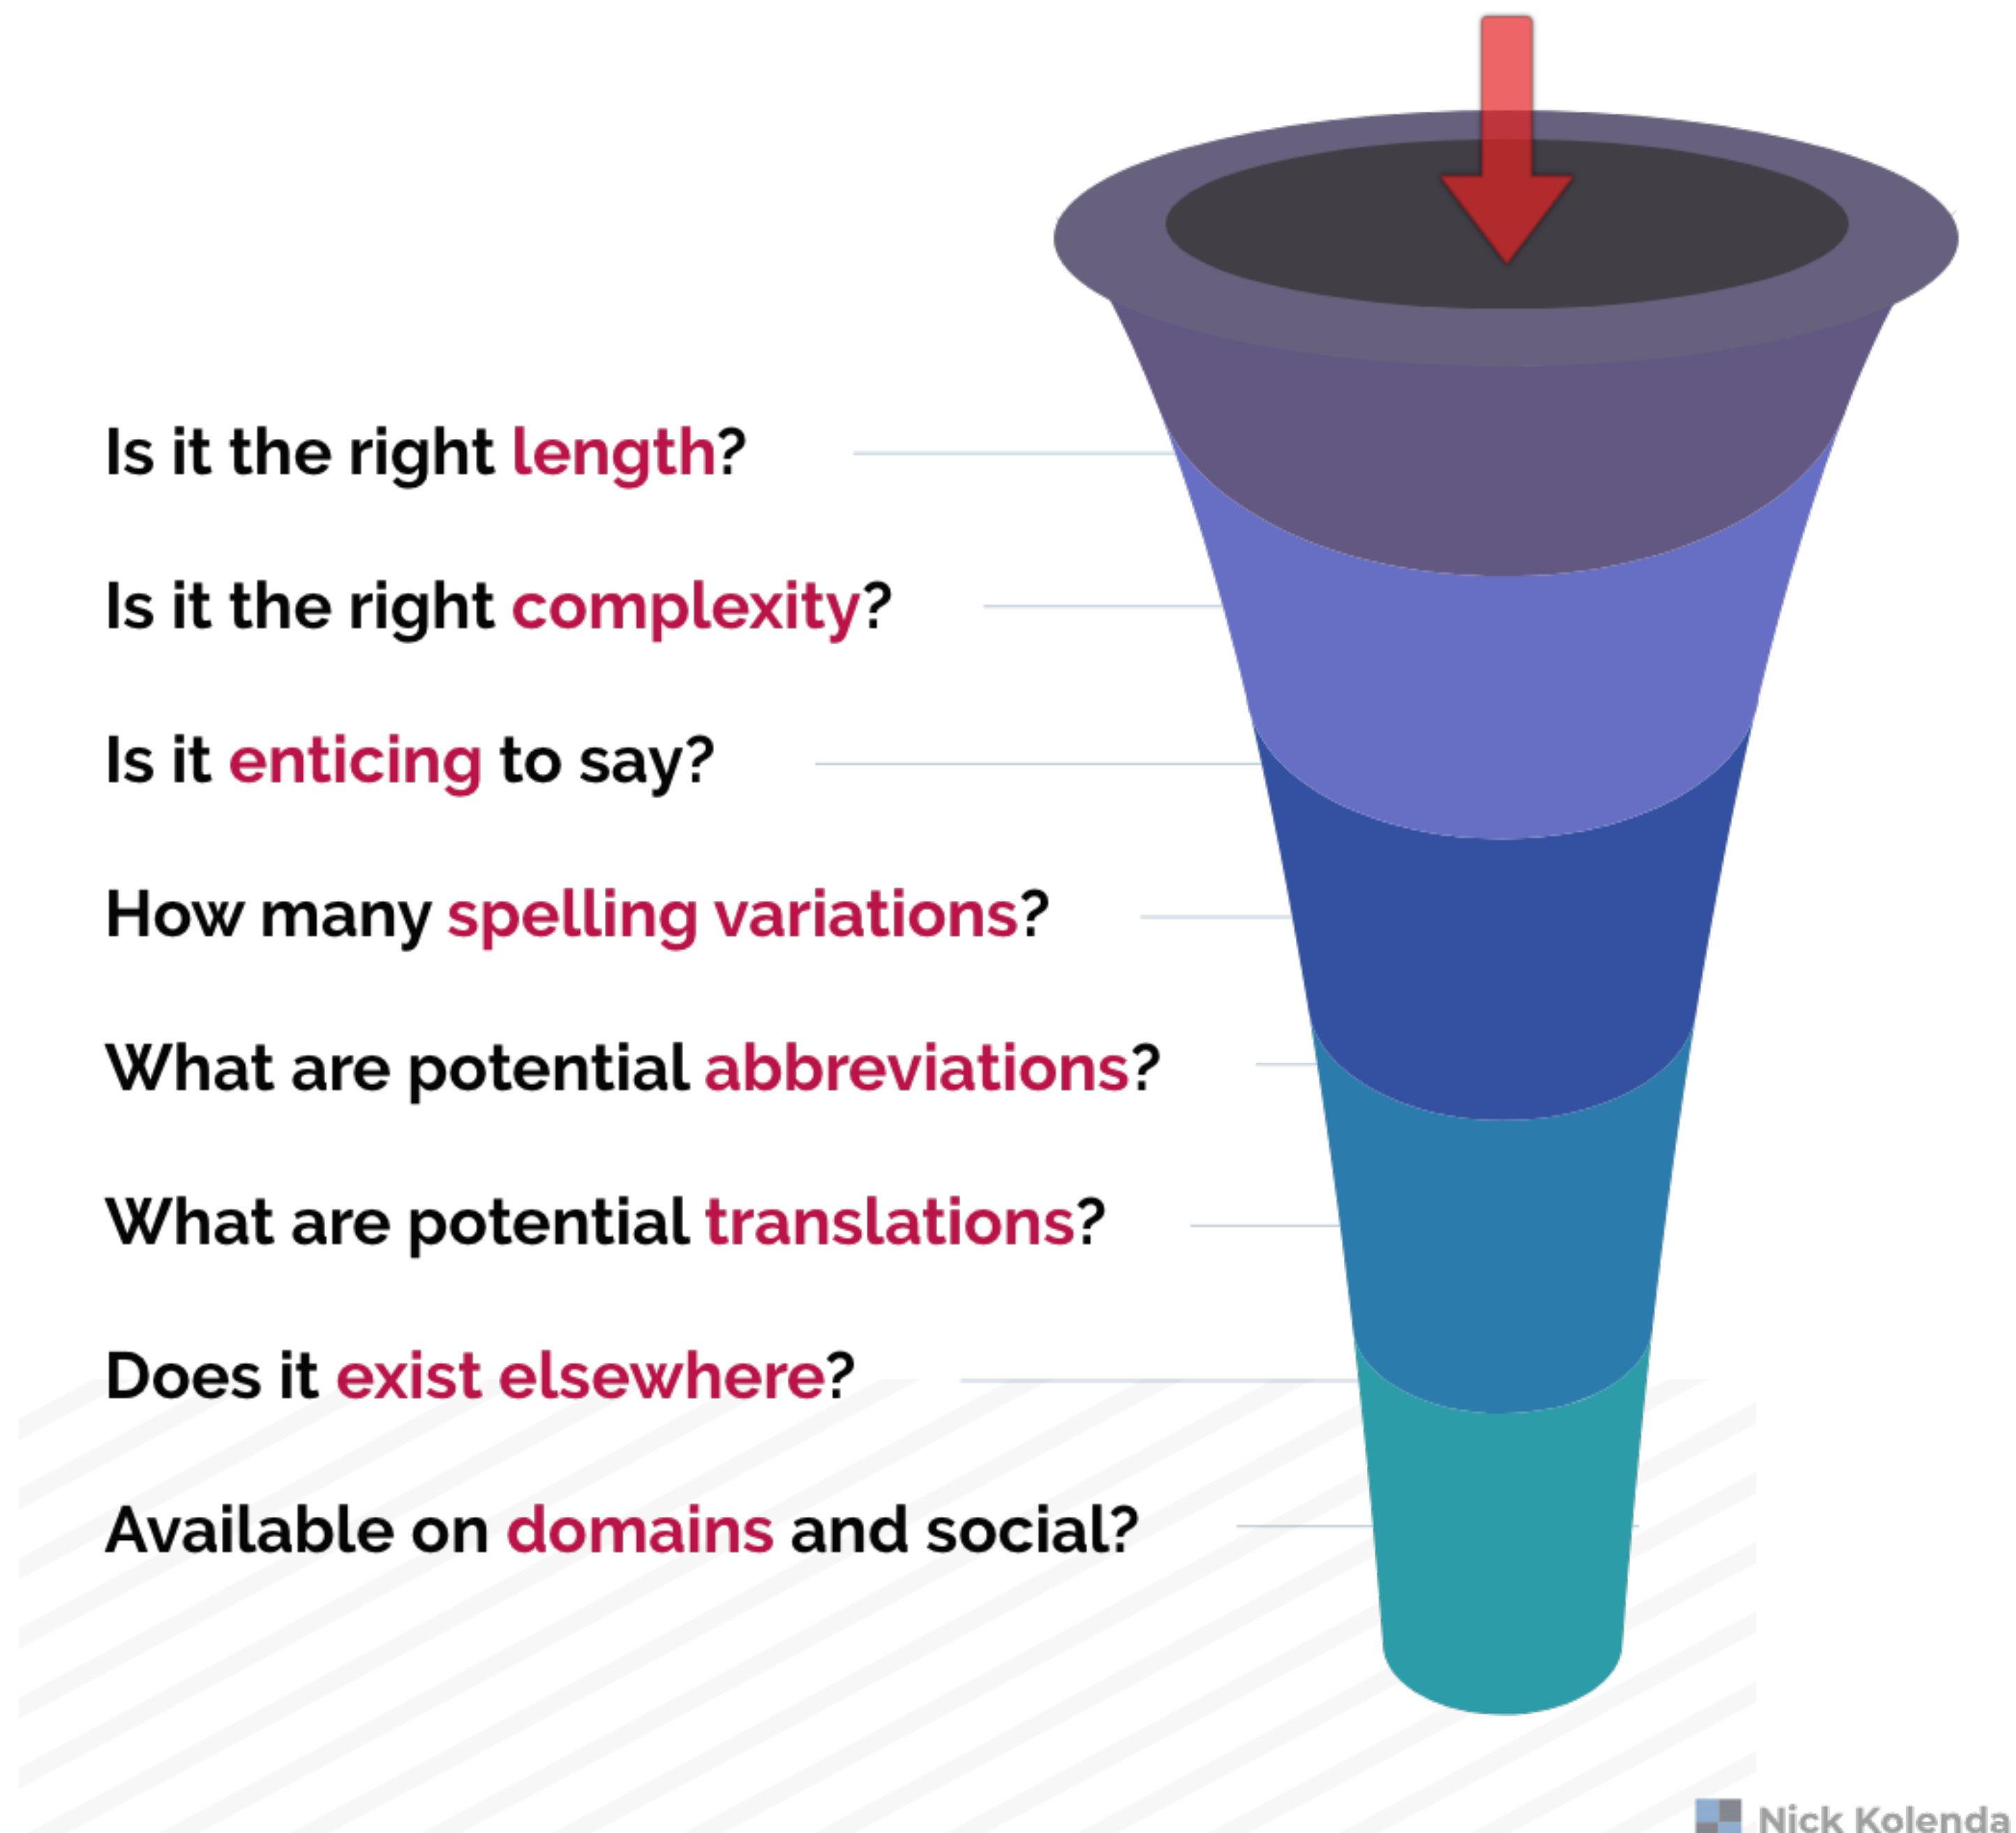 Is it the right length?
Is it the right complexity?
Is it enticing to say?
How many spelling variations?
What are potential abbreviations?
What are potential translations?
Does it exist elsewhere?
Available on domains and social?
Nick Kolenda